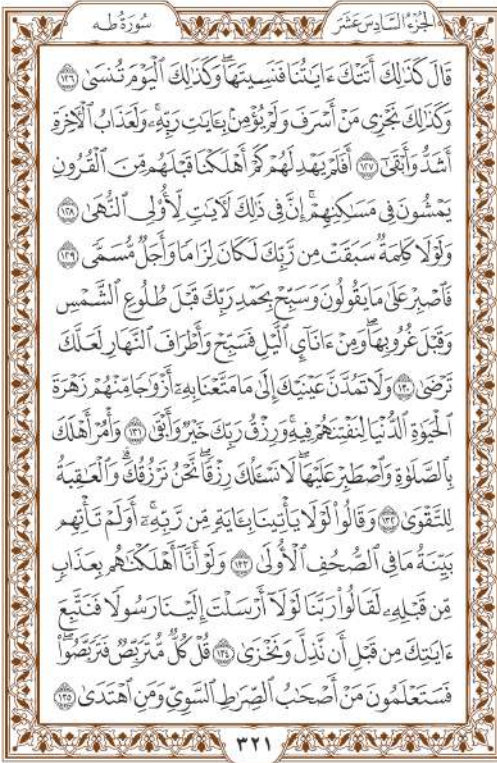 الجزء السادس عشر
سورة طه
قَالَ كَذَٰلِكَ أَتَتْكَ ءَايَٰتُنَا فَنَسِيتَهَاۖ وَكَذَٰلِكَ ٱلْيَوْمَ تُنسَىٰ ١٢٦
وَكَذَٰلِكَ نَجْزِي مَنْ أَسْرَفَ وَلَمْ يُؤْمِنۢ بِـَٔايَٰتِ رَبِّهِۦۚ وَلَعَذَابُ ٱلْأٓخِرَةِ
أَشَدُّ وَأَبْقَىٰٓ ١٢٧ أَفَلَمْ يَهْدِ لَهُمْ كَمْ أَهْلَكْنَا قَبْلَهُم مِّنَ ٱلْقُرُونِ
يَمْشُونَ فِي مَسَٰكِنِهِمْۚ إِنَّ فِي ذَٰلِكَ لَأٓيَٰتٍ لِّأُو۟لِي ٱلنُّهَىٰ ١٢٨
وَلَوْلَا كَلِمَةٌ سَبَقَتْ مِن رَّبِّكَ لَكَانَ لِزَامًا وَأَجَلٌ مُّسَمًّى ١٢٩
فَٱصْبِرْ عَلَىٰ مَا يَقُولُونَ وَسَبِّحْ بِحَمْدِ رَبِّكَ قَبْلَ طُلُوعِ ٱلشَّمْسِ
وَقَبْلَ غُرُوبِهَاۖ وَمِنْ ءَانَآيِٕ ٱلَّيْلِ فَسَبِّحْ وَأَطْرَافَ ٱلنَّهَارِ لَعَلَّكَ
تَرْضَىٰ ١٣٠ وَلَا تَمُدَّنَّ عَيْنَيْكَ إِلَىٰ مَا مَتَّعْنَا بِهِۦٓ أَزْوَٰجًا مِّنْهُمْ زَهْرَةَ
ٱلْحَيَوٰةِ ٱلدُّنْيَا لِنَفْتِنَهُمْ فِيهِۚ وَرِزْقُ رَبِّكَ خَيْرٌ وَأَبْقَىٰ ١٣١ وَأْمُرْ أَهْلَكَ
بِٱلصَّلَوٰةِ وَٱصْطَبِرْ عَلَيْهَاۖ لَا نَسْـَٔلُكَ رِزْقًاۖ نَّحْنُ نَرْزُقُكَۗ وَٱلْعَٰقِبَةُ
لِلتَّقْوَىٰ ١٣٢ وَقَالُوا۟ لَوْلَا يَأْتِينَا بِـَٔايَةٍ مِّن رَّبِّهِۦٓۚ أَوَلَمْ تَأْتِهِم
بَيِّنَةُ مَا فِي ٱلصُّحُفِ ٱلْأُولَىٰ ١٣٣ وَلَوْ أَنَّآ أَهْلَكْنَٰهُم بِعَذَابٍ
مِّن قَبْلِهِۦ لَقَالُوا۟ رَبَّنَا لَوْلَآ أَرْسَلْتَ إِلَيْنَا رَسُولًا فَنَتَّبِعَ
ءَايَٰتِكَ مِن قَبْلِ أَن نَّذِلَّ وَنَخْزَىٰ ١٣٤ قُلْ كُلٌّ مُّتَرَبِّصٌ فَتَرَبَّصُوا۟ۖ
فَسَتَعْلَمُونَ مَنْ أَصْحَٰبُ ٱلصِّرَٰطِ ٱلسَّوِيِّ وَمَنِ ٱهْتَدَىٰ ١٣٥
٣٢١